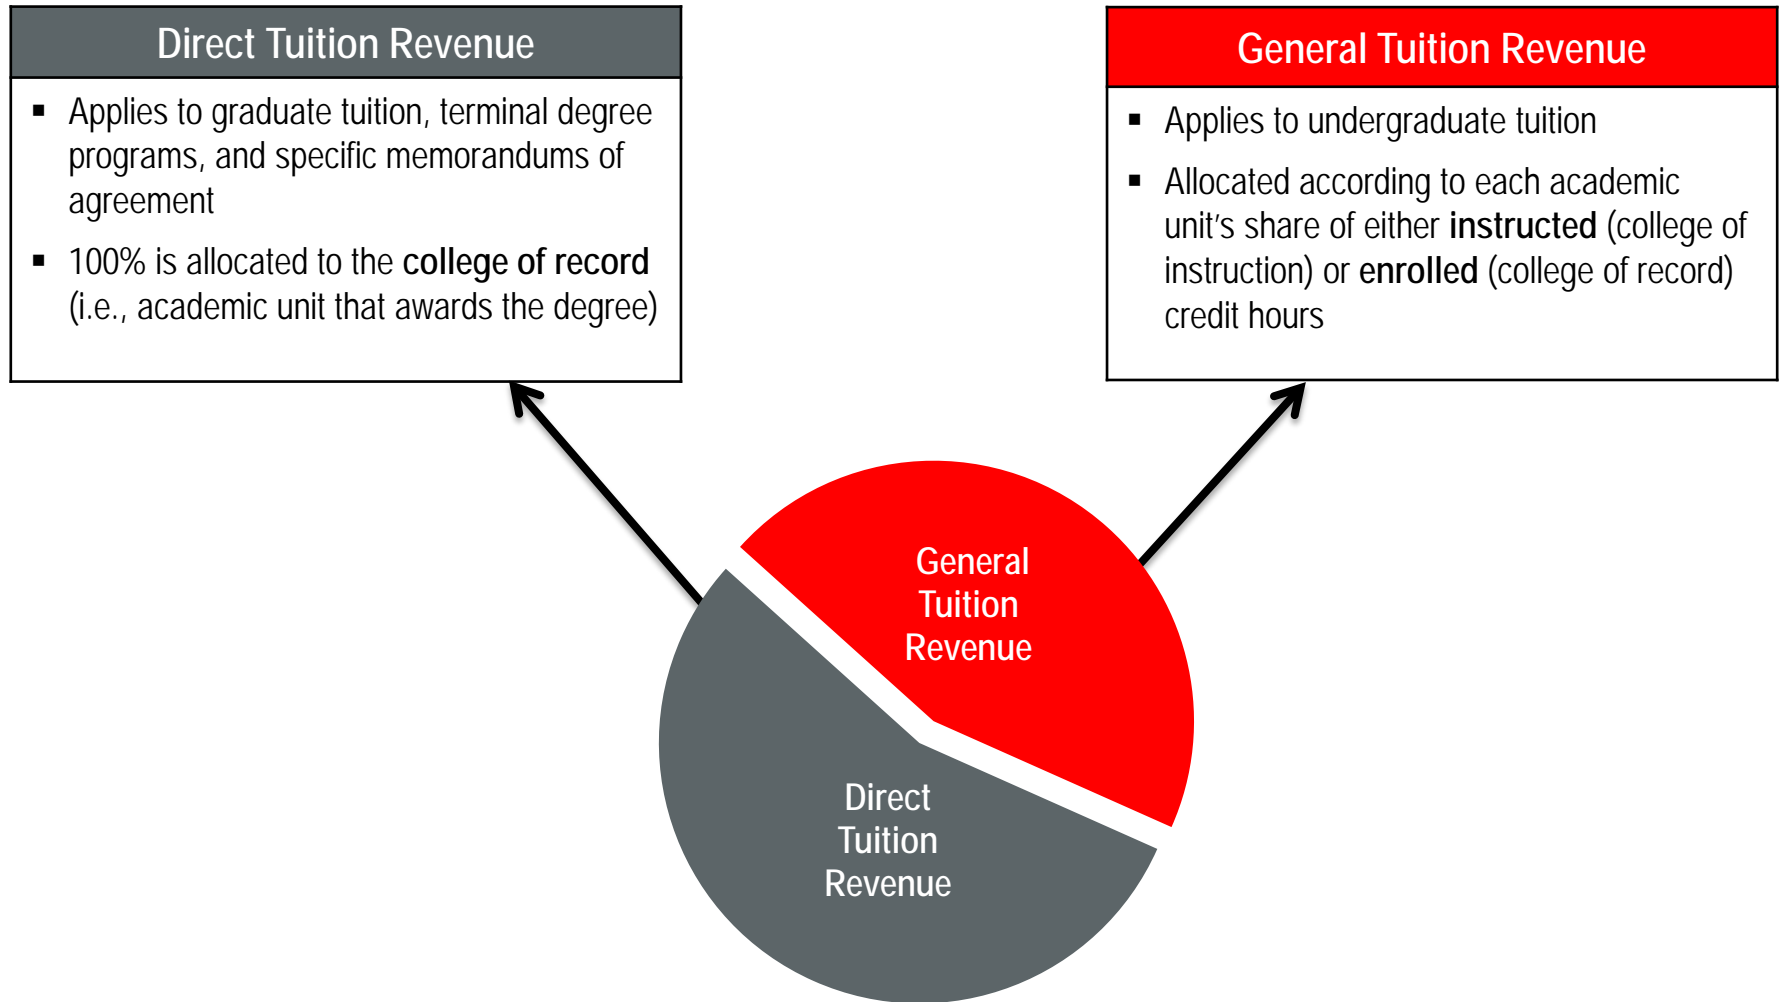 Direct Tuition Revenue
▪ Applies to graduate tuition, terminal degree
programs, and specific memorandums of
agreement
▪ 100% is allocated to the college of record
(i.e., academic unit that awards the degree)
General Tuition Revenue
▪ Applies to undergraduate tuition
▪ Allocated according to each academic
unit's share of either instructed (college of
instruction) or enrolled (college of record)
credit hours
General
Tuition
Revenue
Direct
Tuition
Revenue